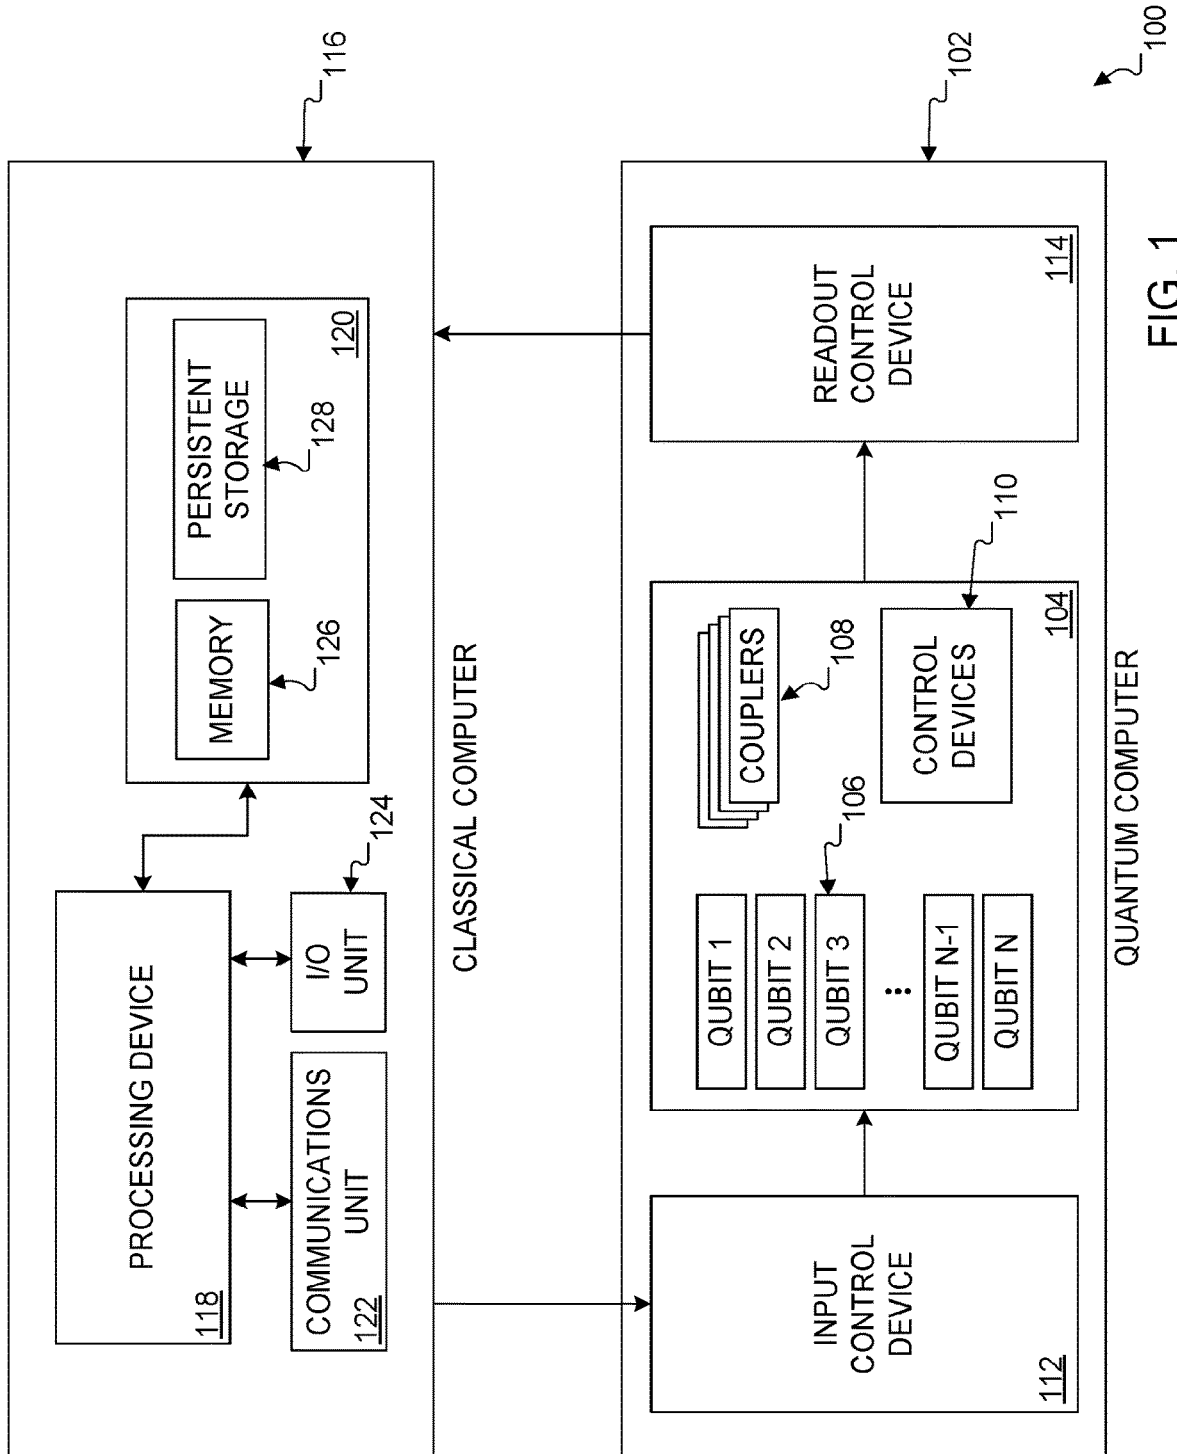 116
PROCESSING DEVICE
118
COMMUNICATIONS
UNIT
122
I/O
UNIT
124
MEMORY
126
PERSISTENT
STORAGE
128
120
CLASSICAL COMPUTER
102
INPUT
CONTROL
DEVICE
112
QUBIT 1
QUBIT 2
QUBIT 3
QUBIT N-1
QUBIT N
106
COUPLERS
108
CONTROL
DEVICES
110
104
READOUT
CONTROL
DEVICE
114
QUANTUM COMPUTER
100
FIG. 1